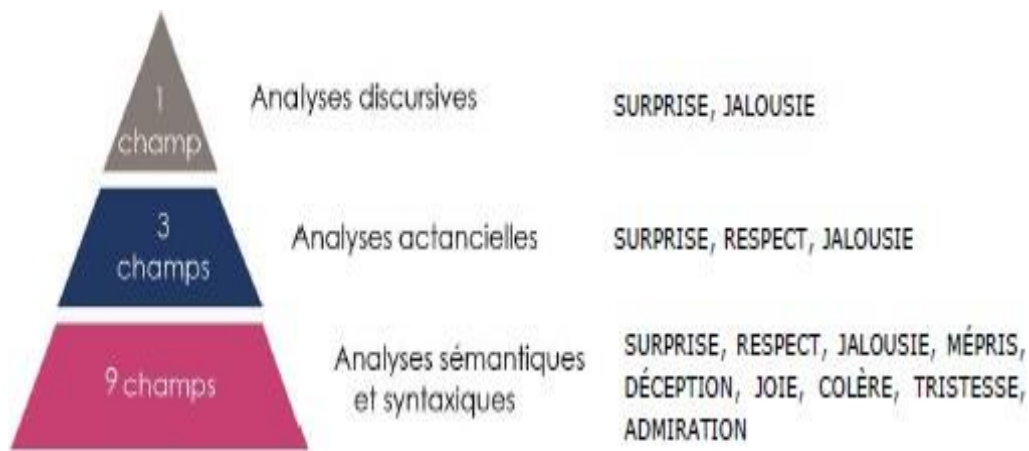 1
champ
Analyses discursives
SURPRISE, JALOUSIE
3
champs
Analyses actancielles
SURPRISE, RESPECT, JALOUSIE
9 champs
Analyses sémantiques
et syntaxiques
SURPRISE, RESPECT, JALOUSIE, MÉPRIS,
DÉCEPTION, JOIE, COLÈRE, TRISTESSE,
ADMIRATION